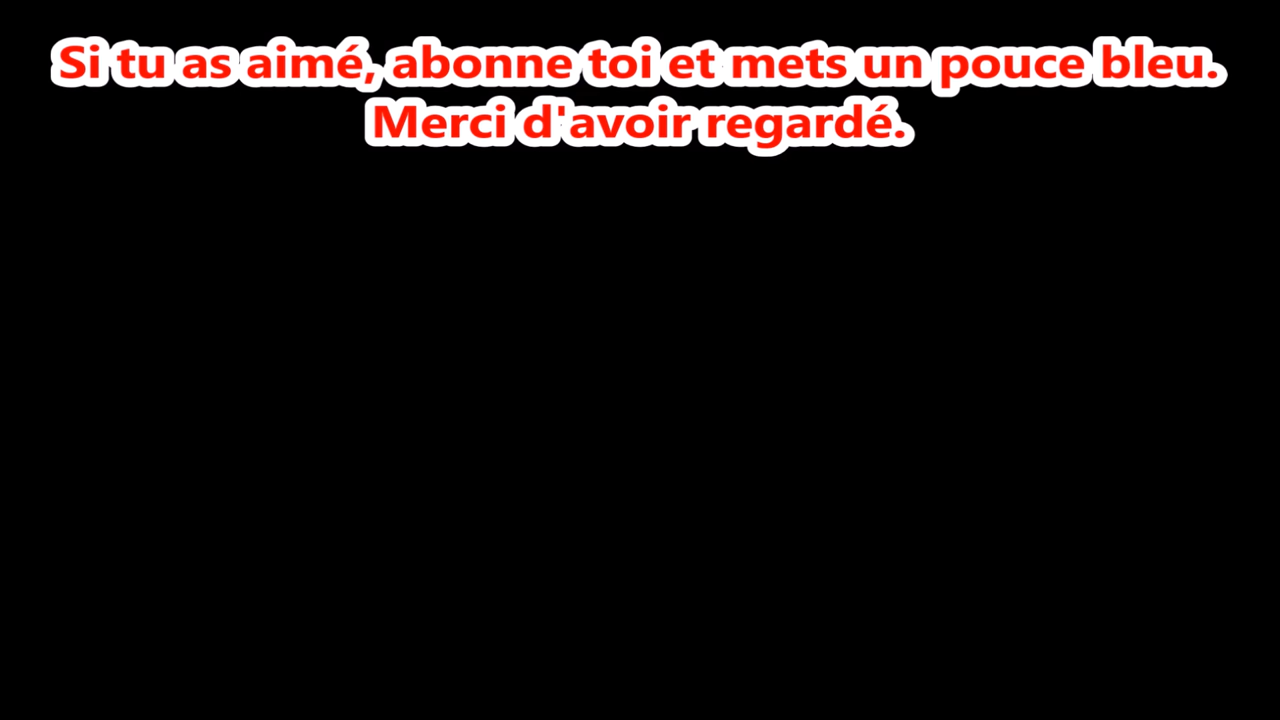 Si tu as aimé, abonne toi et mets un pouce bleu.
Merci d'avoir regardé.